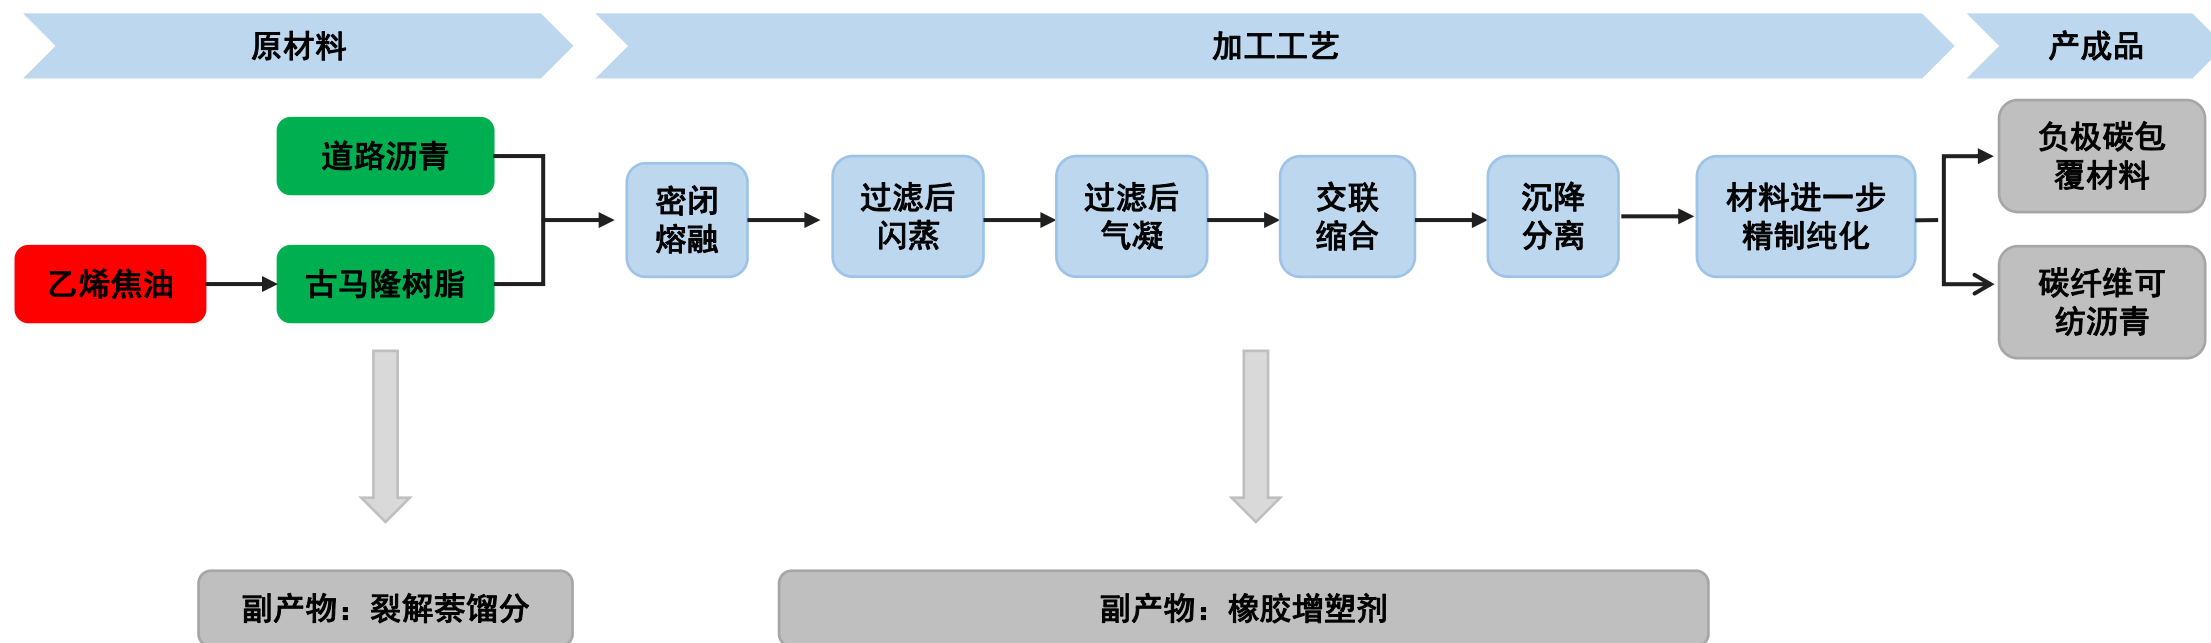 原材料
加工工艺
产成品
道路沥青
乙烯焦油
古马隆树脂
密闭
熔融
过滤后
闪蒸
过滤后
气凝
交联
缩合
沉降
分离
材料进一步
精制纯化
负极碳包
覆材料
碳纤维可
纺沥青
副产物：裂解萘馏分
副产物：橡胶增塑剂